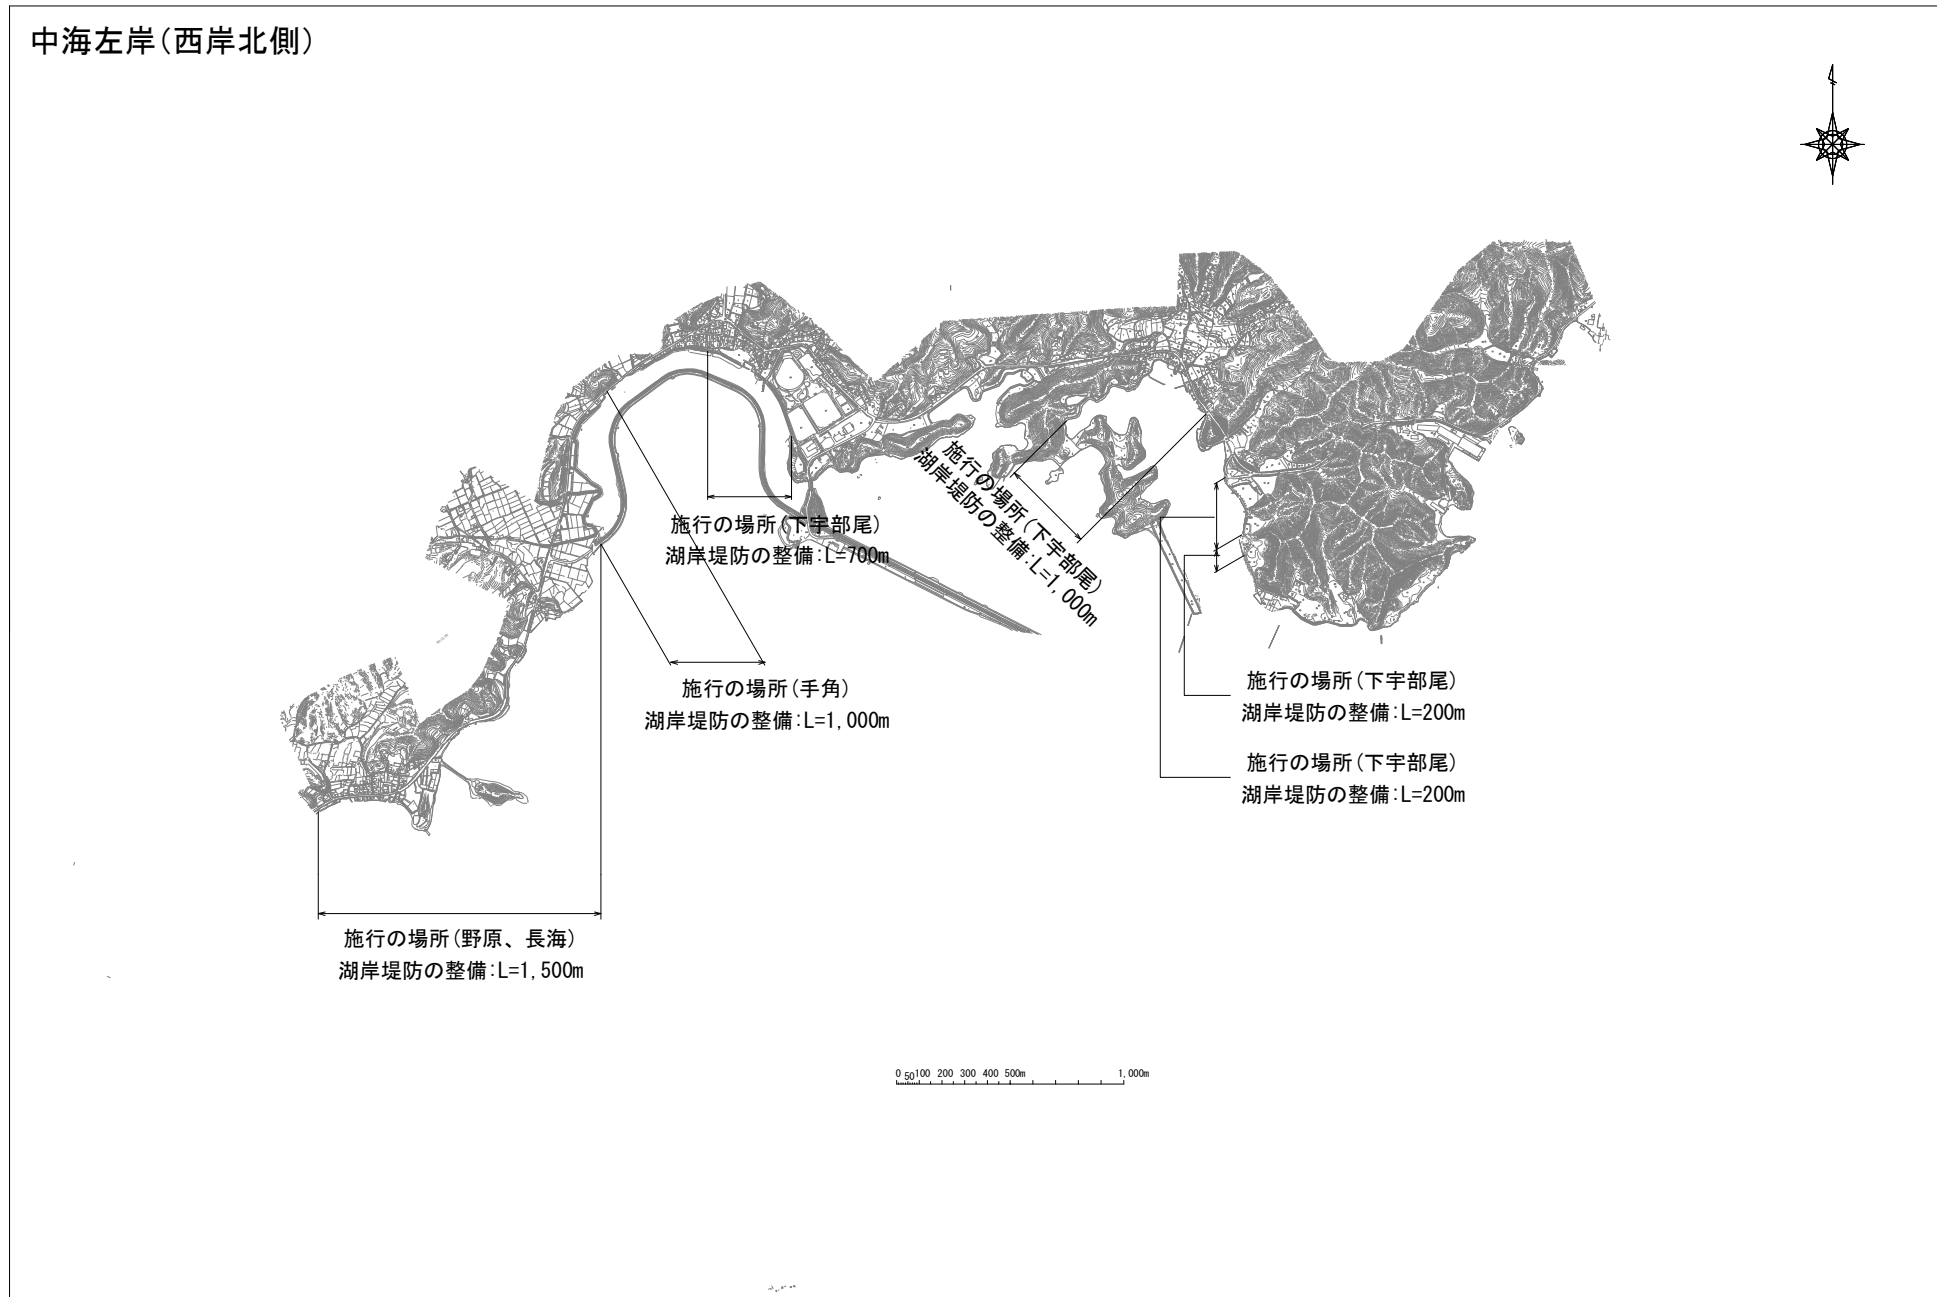 中海左岸(西岸北側)
施行の場所(下宇部尾)
湖岸堤防の整備:L=700m
施行の場所(下宇部尾)
湖岸堤防の整備:L=1,000m
施行の場所(手角)
湖岸堤防の整備:L=1,000m
施行の場所(下宇部尾)
湖岸堤防の整備:L=200m
施行の場所(下宇部尾)
湖岸堤防の整備:L=200m
施行の場所(野原、長海)
湖岸堤防の整備:L=1,500m
0 50 100 200 300 400 500m 1,000m